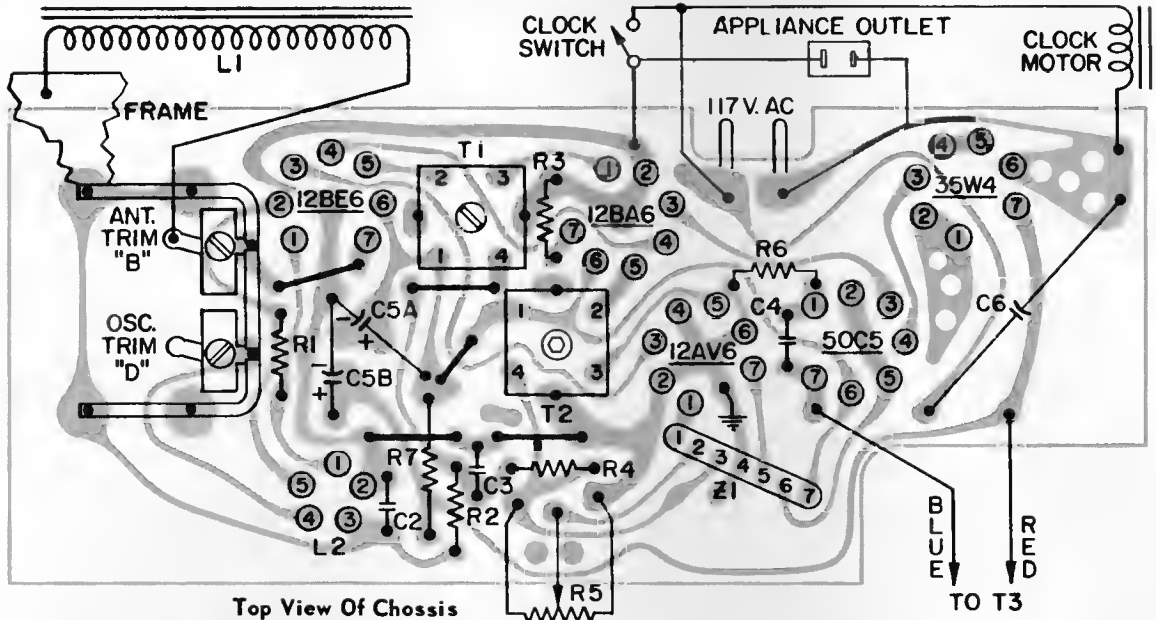 L1
FRAME
CLOCK
SWITCH
APPLIANCE OUTLET
CLOCK
MOTOR
117 V. AC
ANT.
TRIM
"B"
OSC.
TRIM
"D"
3 4 5
2 12BE6 6
1 7
T1
2 3
1 4
R3
1 2
12BA6 3
7 6 5 4
4 5
3 35W4 6
2 1 7
R6
C5A
- +
C5B
- +
R1
1 2
4 3
T2
4 5
3 12AV6 6
2 1 7
C4
1 2 3
50C5 4
7 6 5
C6
1 2 3 4 5 6 7
Z1
R7
C3
R4
C2
R2
1
5 2
4 3
L2
R5
BLUE
RED
TO T3
Top View Of Chossis